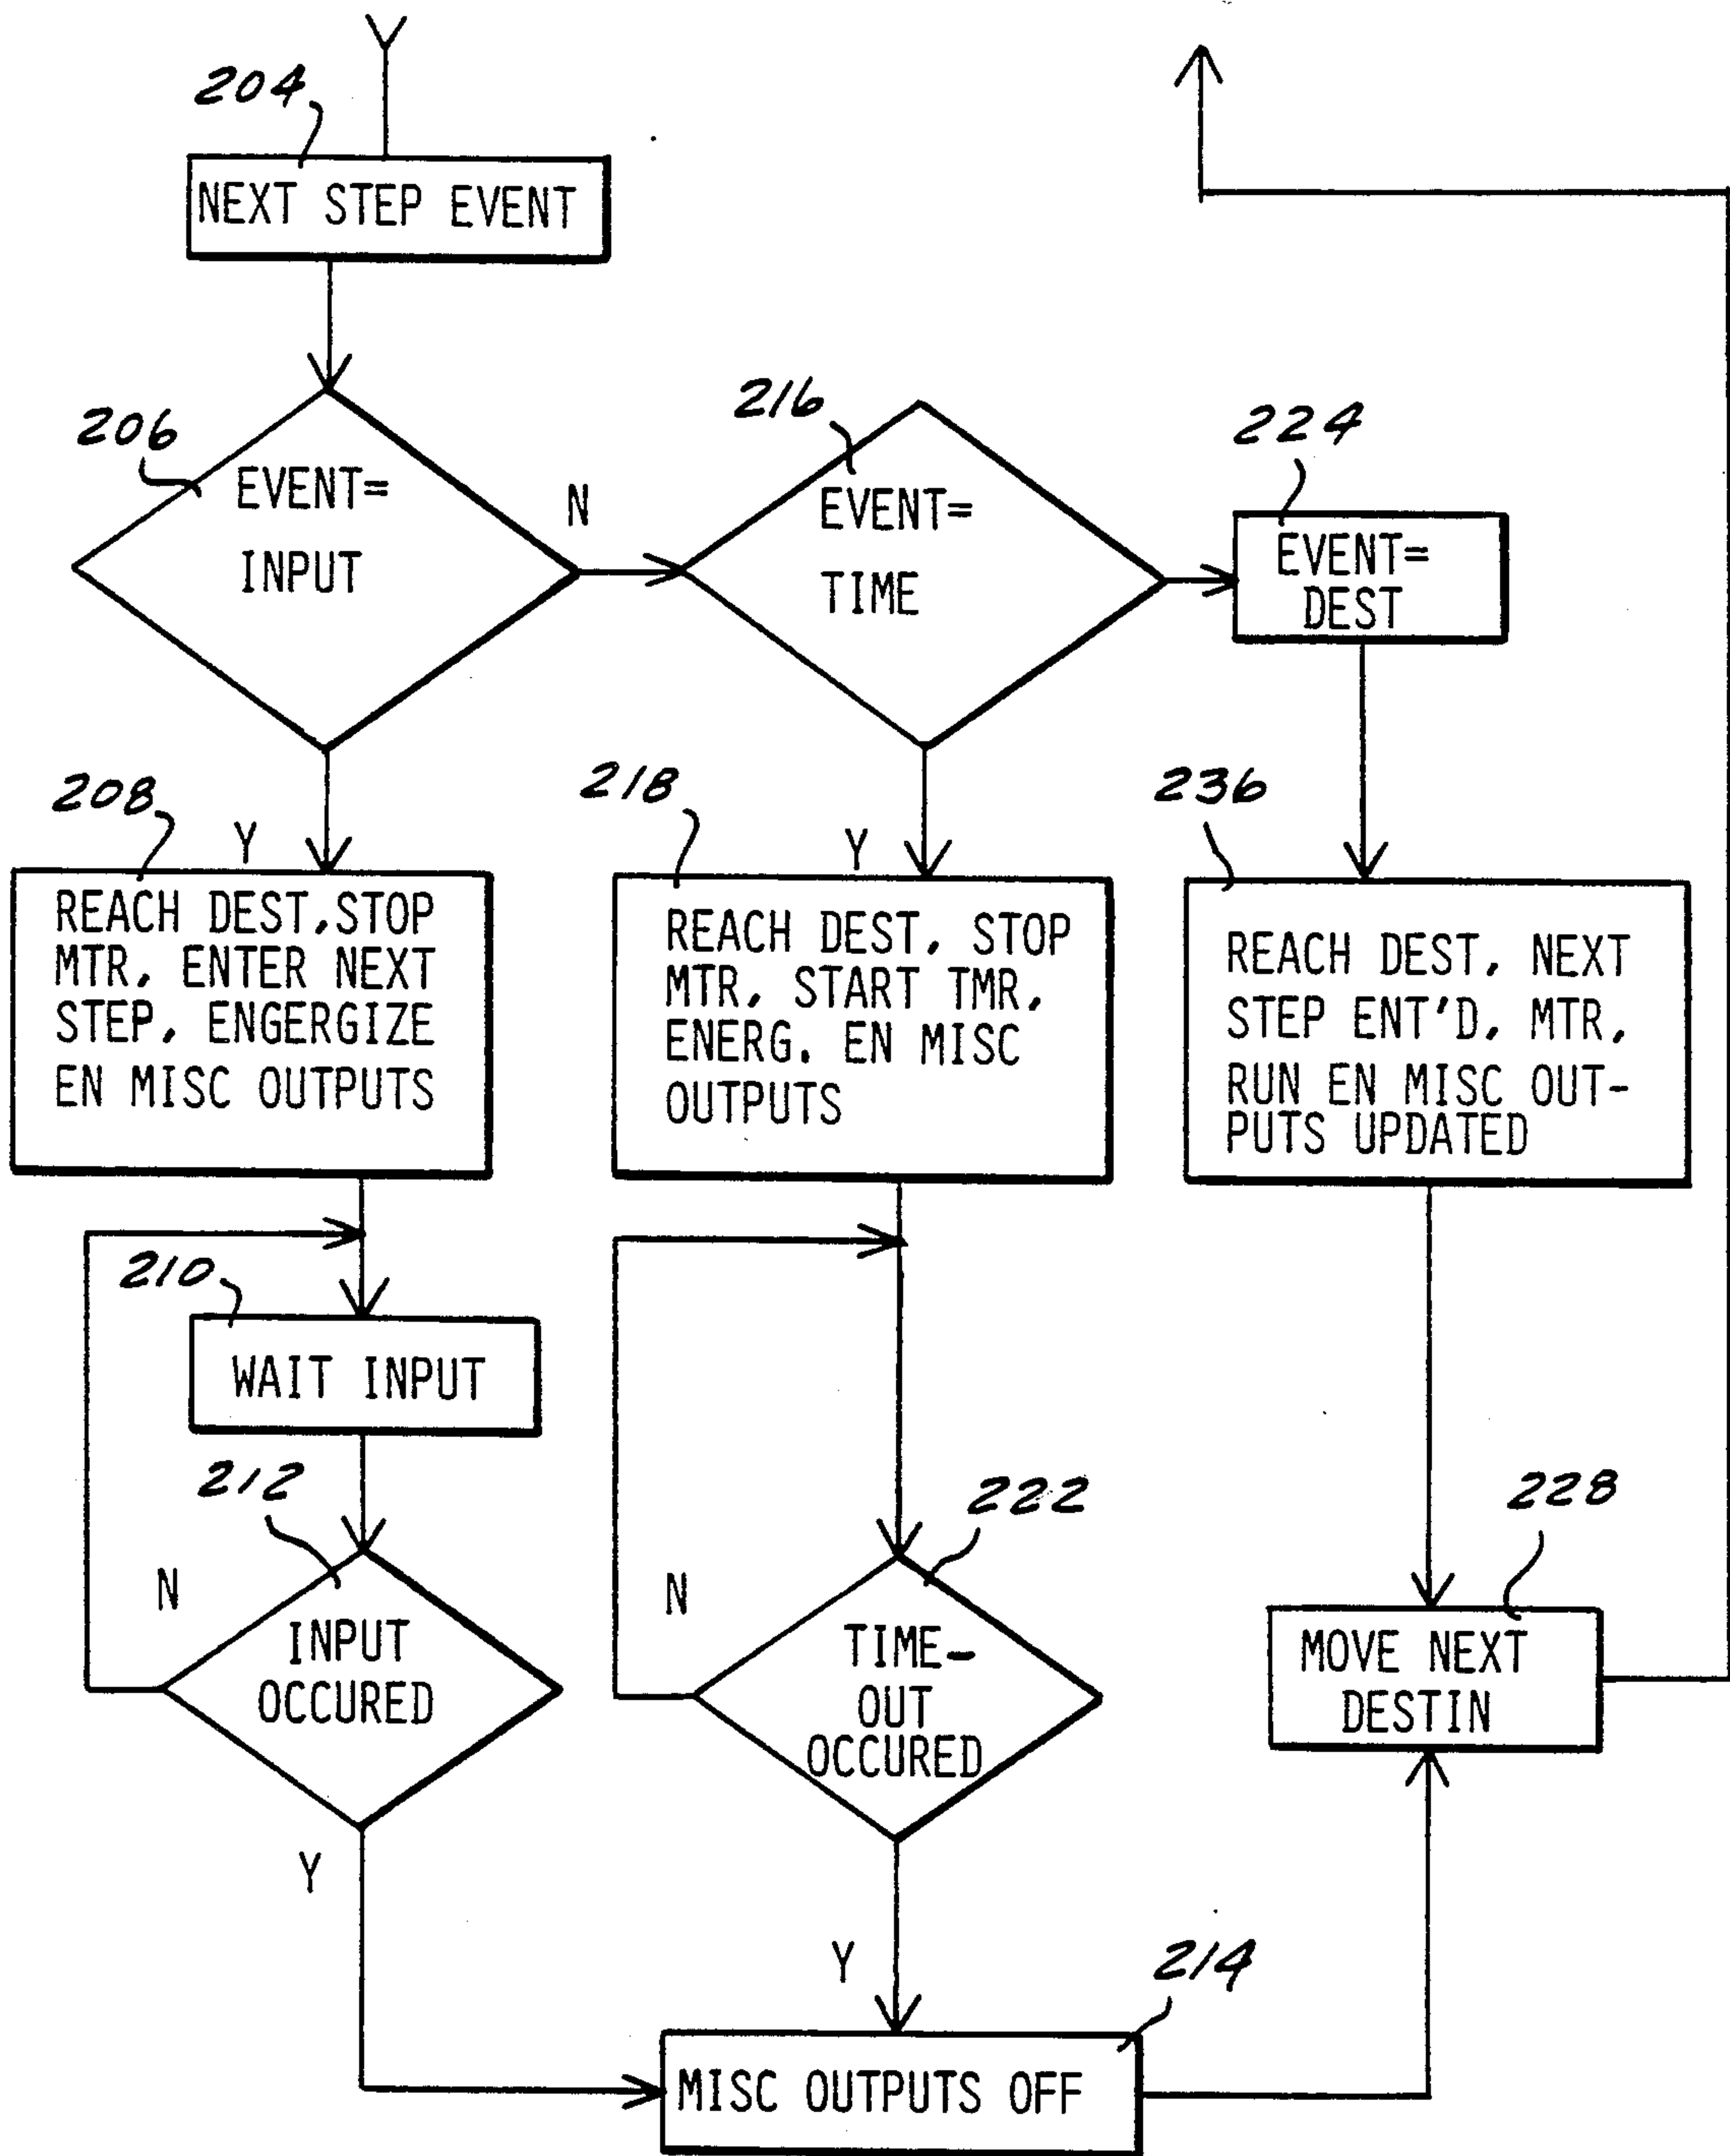 204
NEXT STEP EVENT
206
EVENT=
INPUT
N
216
EVENT=
TIME
224
EVENT=
DEST
208
Y
REACH DEST, STOP
MTR, ENTER NEXT
STEP, ENGERGIZE
EN MISC OUTPUTS
218
Y
REACH DEST, STOP
MTR, START TMR,
ENERG. EN MISC
OUTPUTS
236
REACH DEST, NEXT
STEP ENT'D, MTR,
RUN EN MISC OUT-
PUTS UPDATED
210
WAIT INPUT
212
N
INPUT
OCCURED
Y
222
N
TIME-
OUT
OCCURED
Y
228
MOVE NEXT
DESTIN
214
MISC OUTPUTS OFF